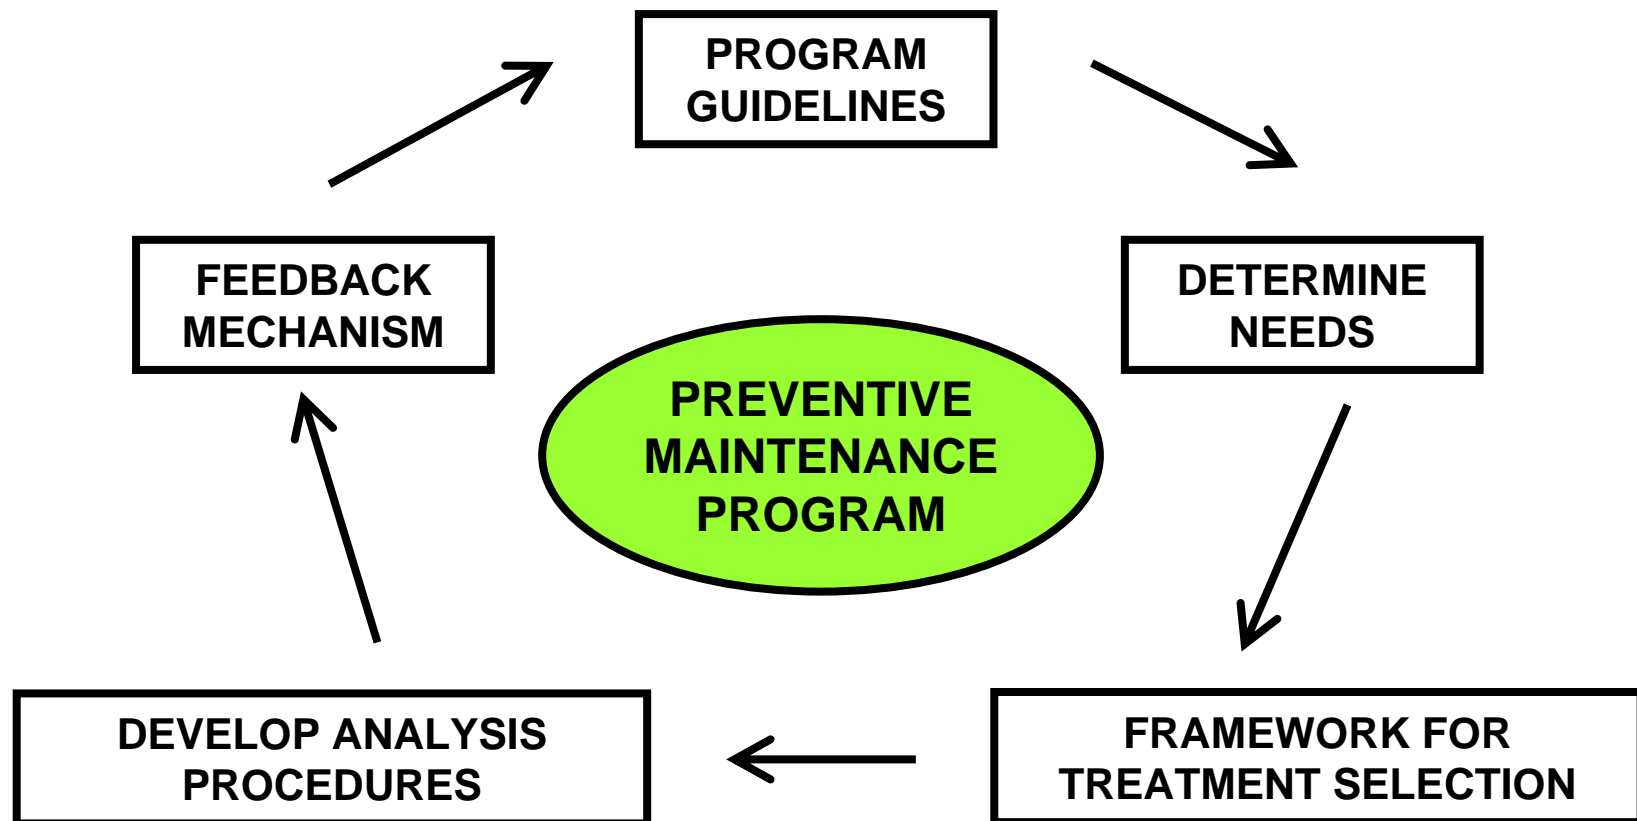 PROGRAM
GUIDELINES
FEEDBACK
MECHANISM
DETERMINE
NEEDS
PREVENTIVE
MAINTENANCE
PROGRAM
DEVELOP ANALYSIS
PROCEDURES
FRAMEWORK FOR
TREATMENT SELECTION